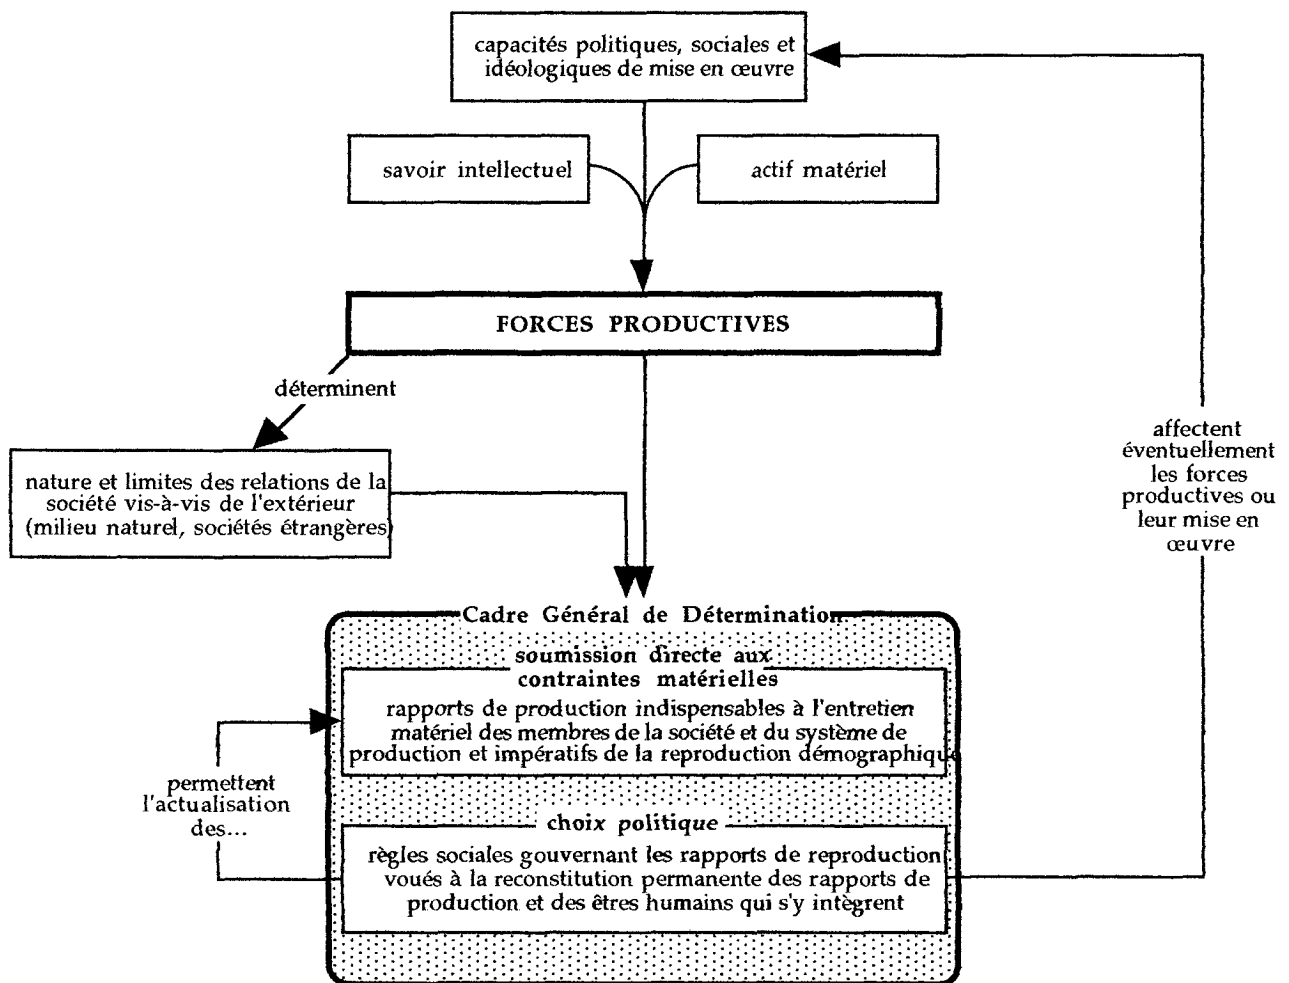 capacités politiques, sociales et
idéologiques de mise en œuvre
savoir intellectuel
actif matériel
FORCES PRODUCTIVES
déterminent
nature et limites des relations de la
société vis-à-vis de l'extérieur
(milieu naturel, sociétés étrangères)
affectent
éventuellement
les forces
productives ou
leur mise en
œuvre
Cadre Général de Détermination
soumission directe aux
contraintes matérielles
rapports de production indispensables à l'entretien
matériel des membres de la société et du système de
production et impératifs de la reproduction démographique
permettent
l'actualisation
des...
choix politique
règles sociales gouvernant les rapports de reproduction
voués à la reconstitution permanente des rapports de
production et des êtres humains qui s'y intègrent